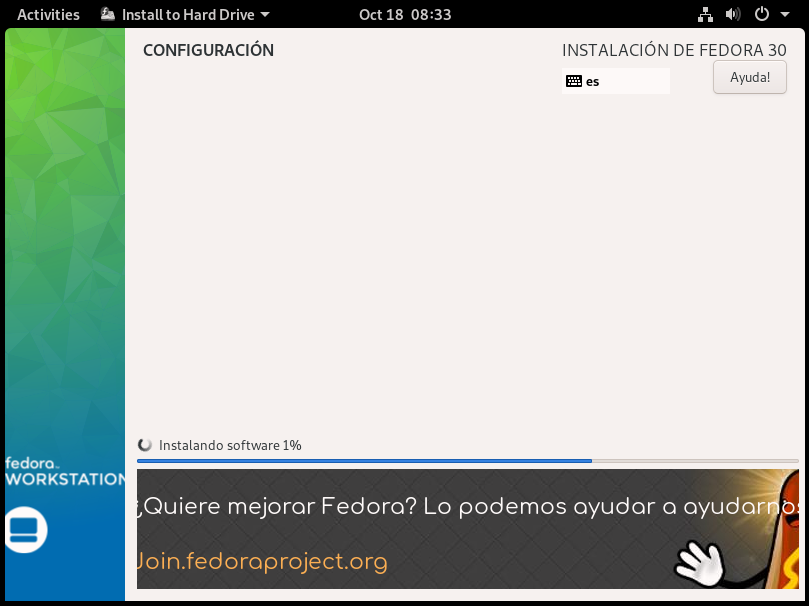 Activities Install to Hard Drive Oct 18 08:33
CONFIGURACIÓN
INSTALACIÓN DE FEDORA 30
es
Ayuda!
Instalando software 1%
fedora
WORKSTATION
¿Quiere mejorar Fedora? Lo podemos ayudar a ayudarnos
Join.fedoraproject.org